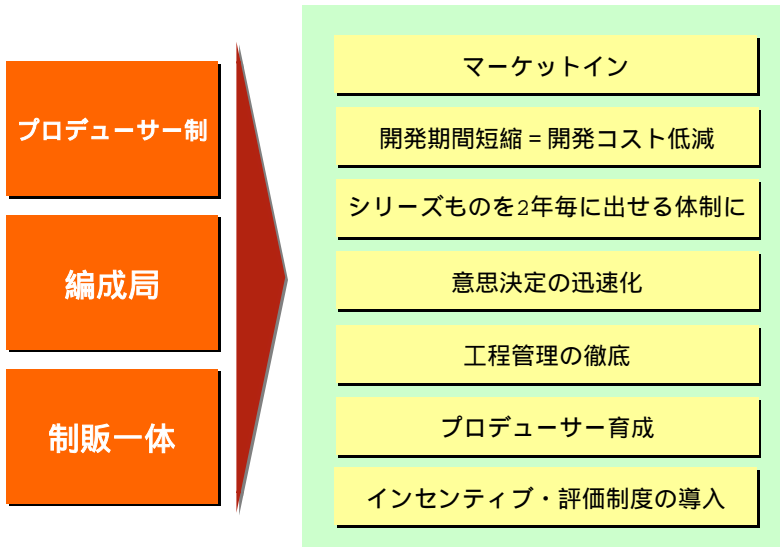 プロデューサー制
編成局
制販一体
マーケットイン
開発期間短縮 = 開発コスト低減
シリーズものを2年毎に出せる体制に
意思決定の迅速化
工程管理の徹底
プロデューサー育成
インセンティブ・評価制度の導入